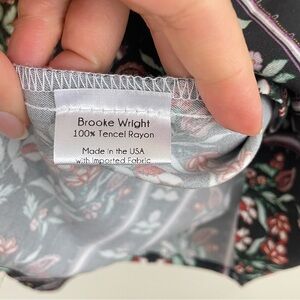 Brooke Wright
100% Tencel Rayon
Made in the USA
with Imported Fabric